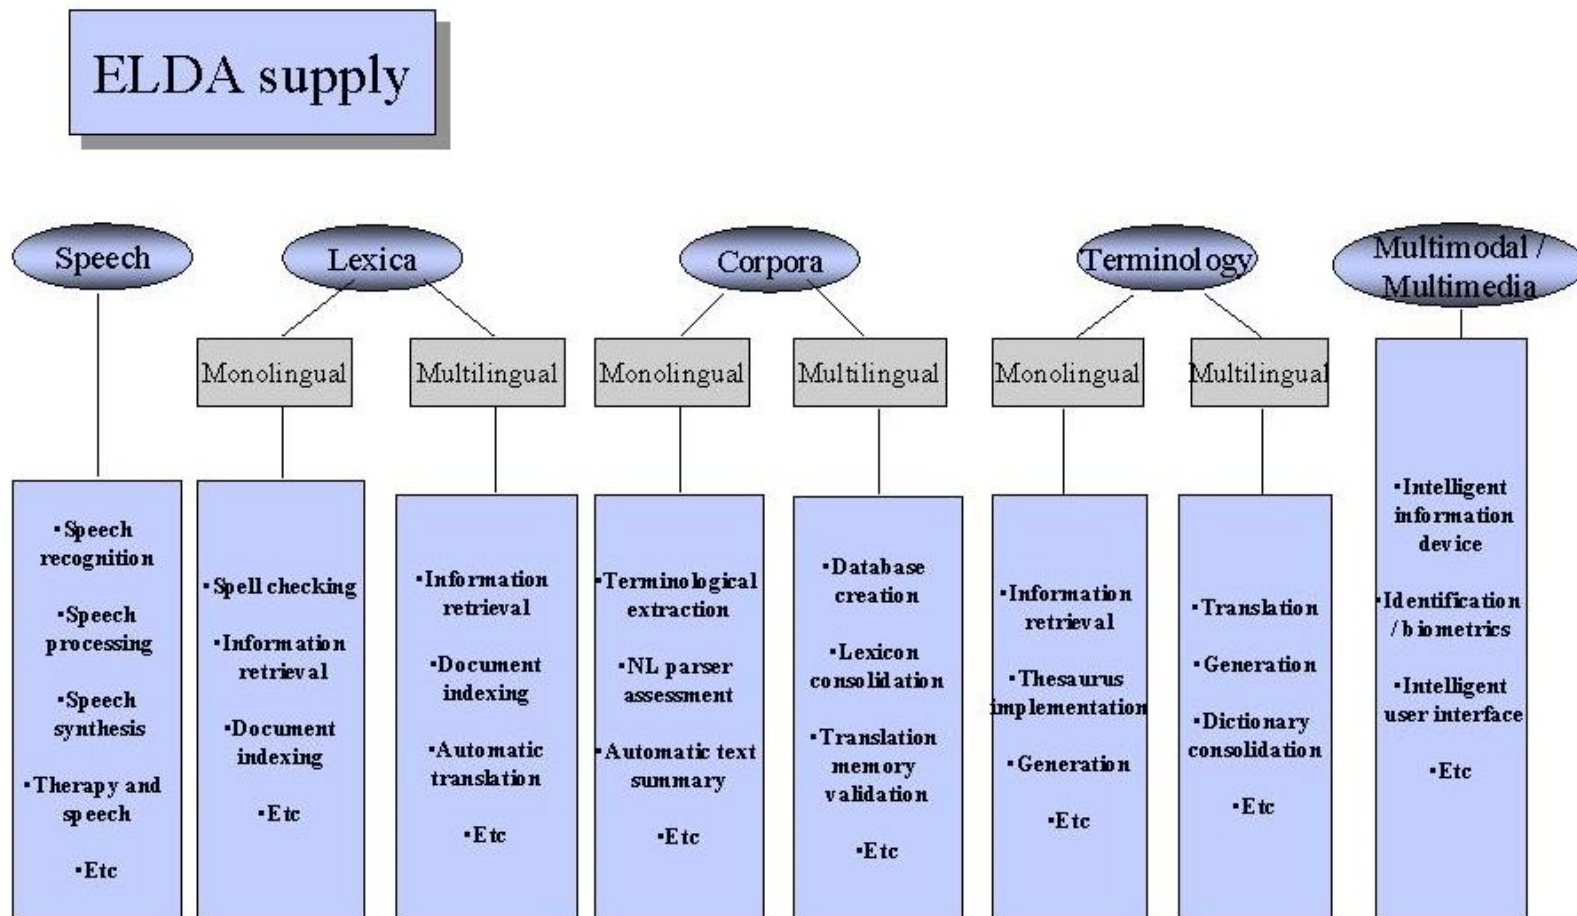 ELDA supply
Speech
Lexica
Corpora
Terminology
Multimodal /
Multimedia
Monolingual
Multilingual
Monolingual
Multilingual
Monolingual
Multilingual
▪Speech
recognition
▪Speech
processing
▪Speech
synthesis
▪Therapy and
speech
▪Etc
▪Spell checking
▪Information
retrieval
▪Document
indexing
▪Etc
▪Information
retrieval
▪Document
indexing
▪Automatic
translation
▪Etc
▪Terminological
extraction
▪NL parser
assessment
▪Automatic text
summary
▪Etc
▪Database
creation
▪Lexicon
consolidation
▪Translation
memory
validation
▪Etc
▪Information
retrieval
▪Thesaurus
implementation
▪Generation
▪Etc
▪Translation
▪Generation
▪Dictionary
consolidation
▪Etc
▪Intelligent
information
device
▪Identification
/ biometrics
▪Intelligent
user interface
▪Etc